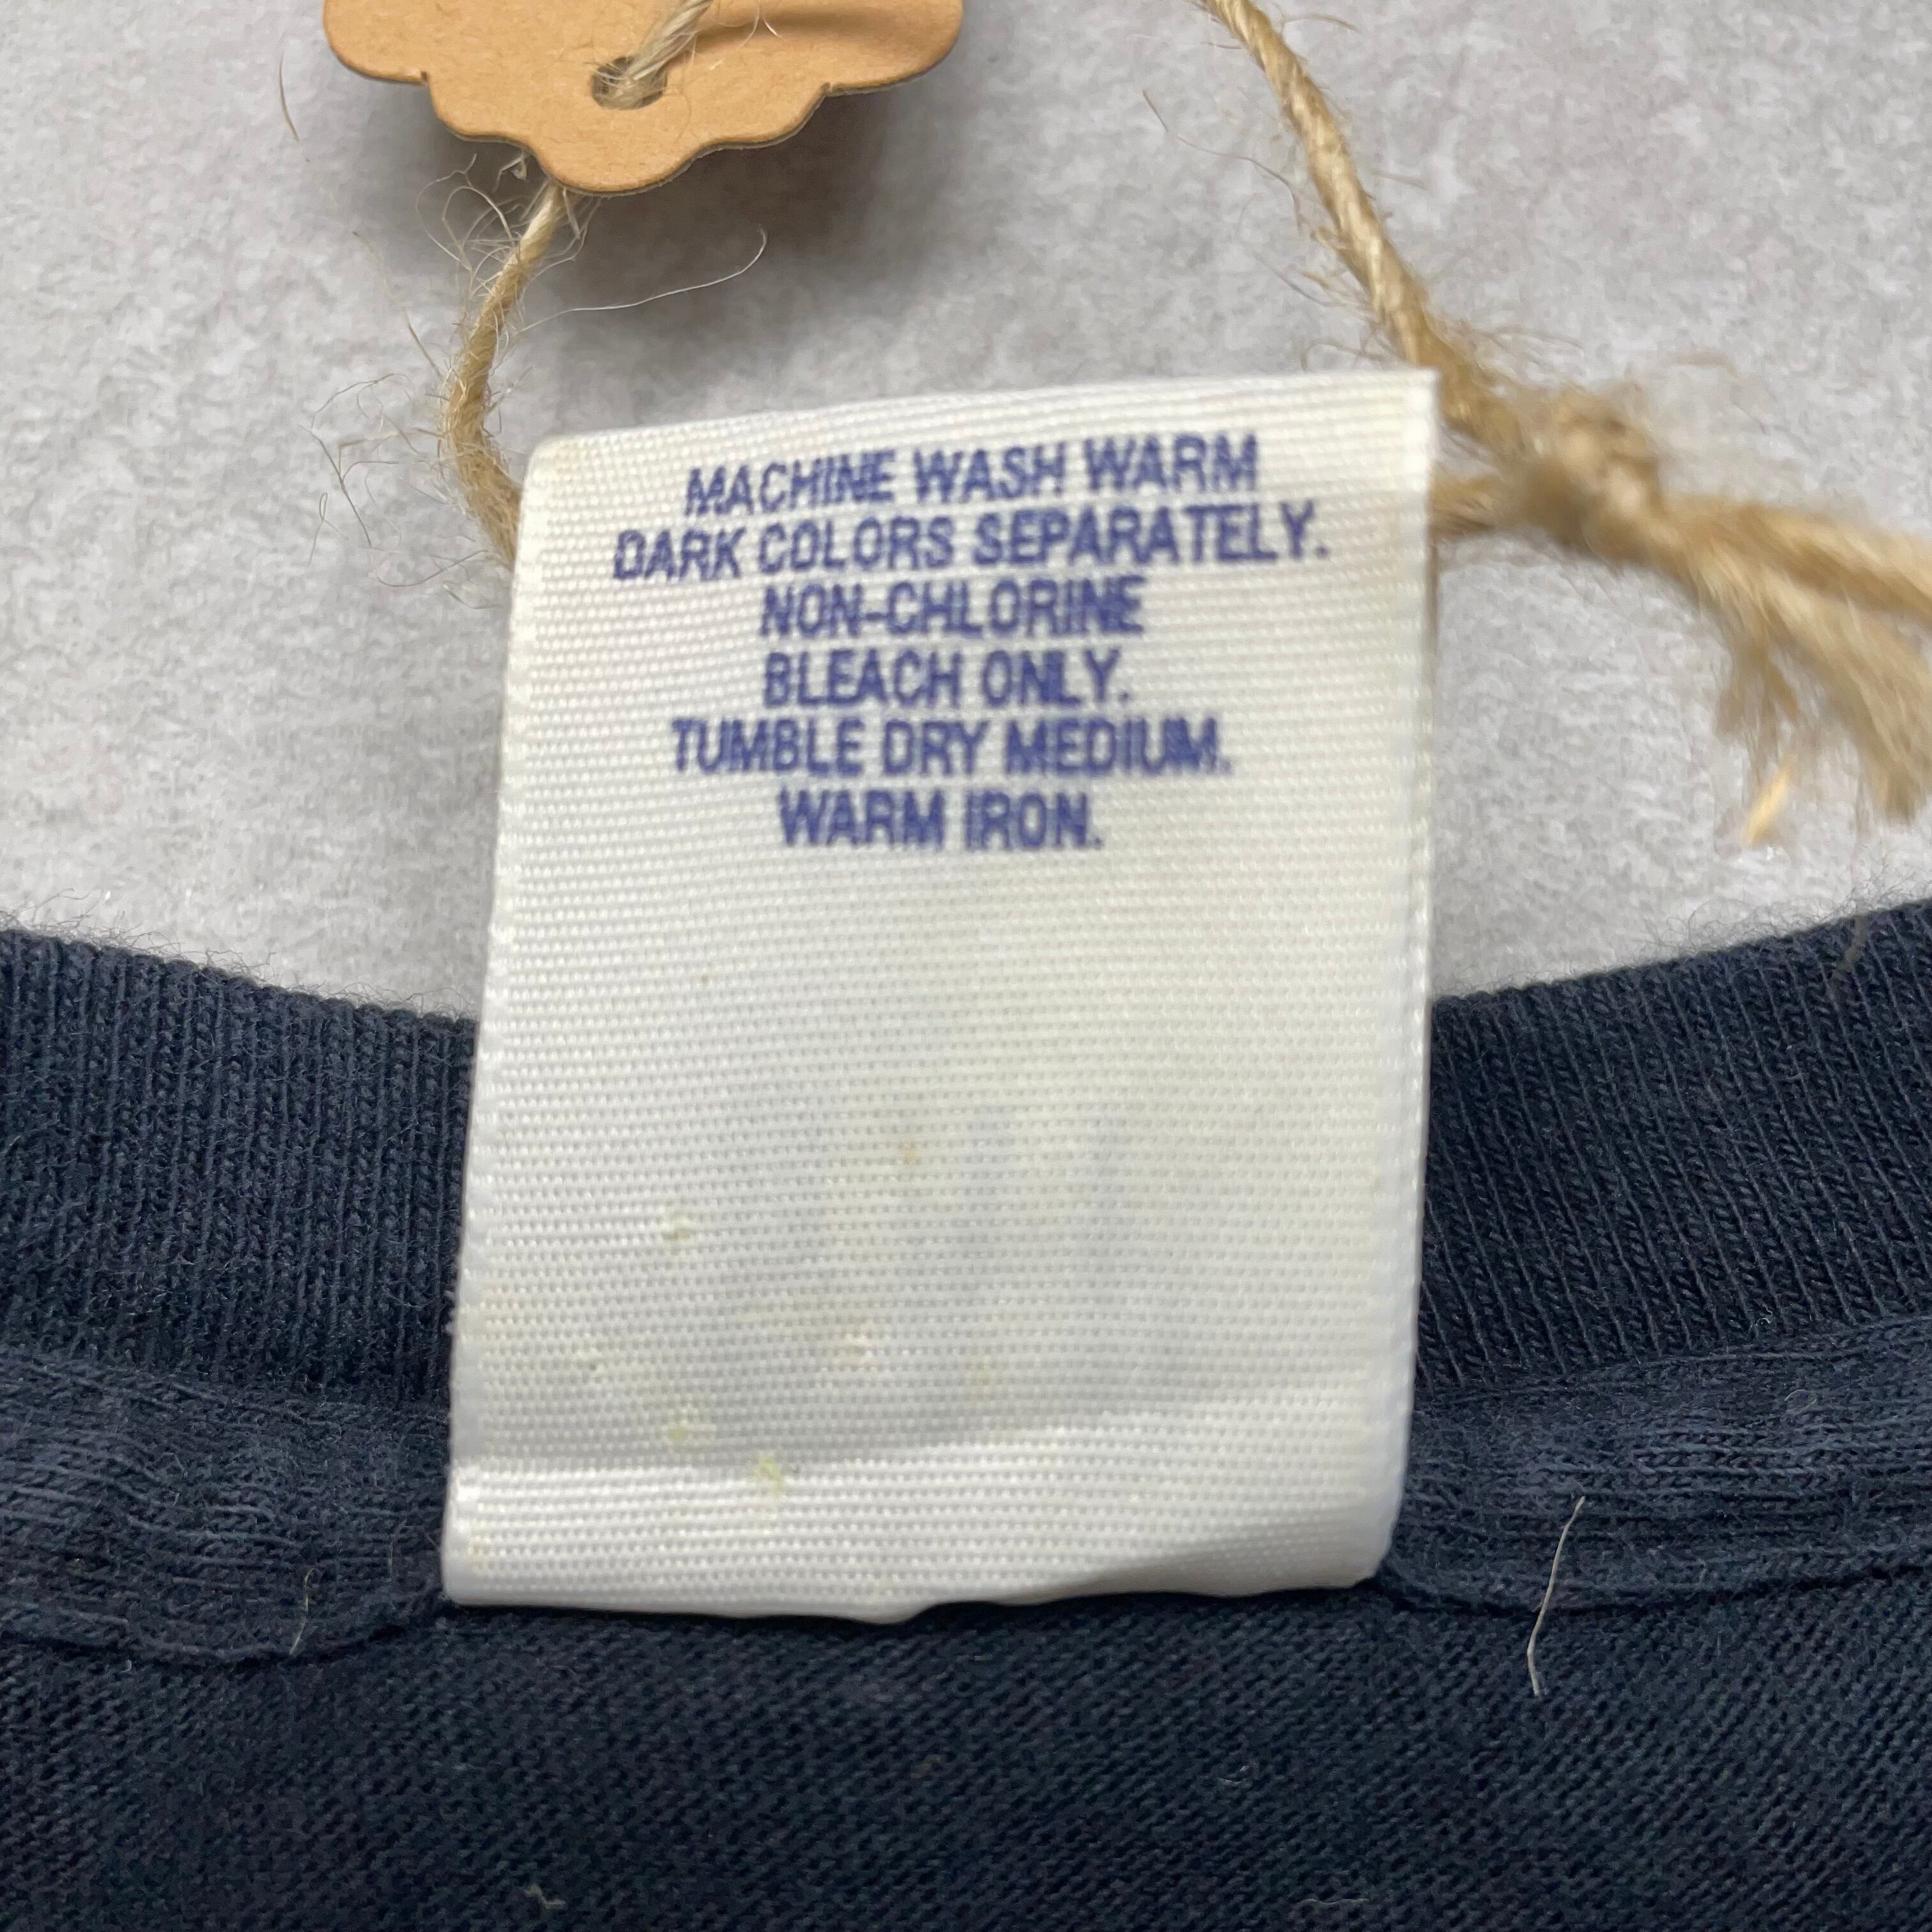 MACHINE WASH WARM
DARK COLORS SEPARATELY.
NON-CHLORINE
BLEACH ONLY.
TUMBLE DRY MEDIUM.
WARM IRON.